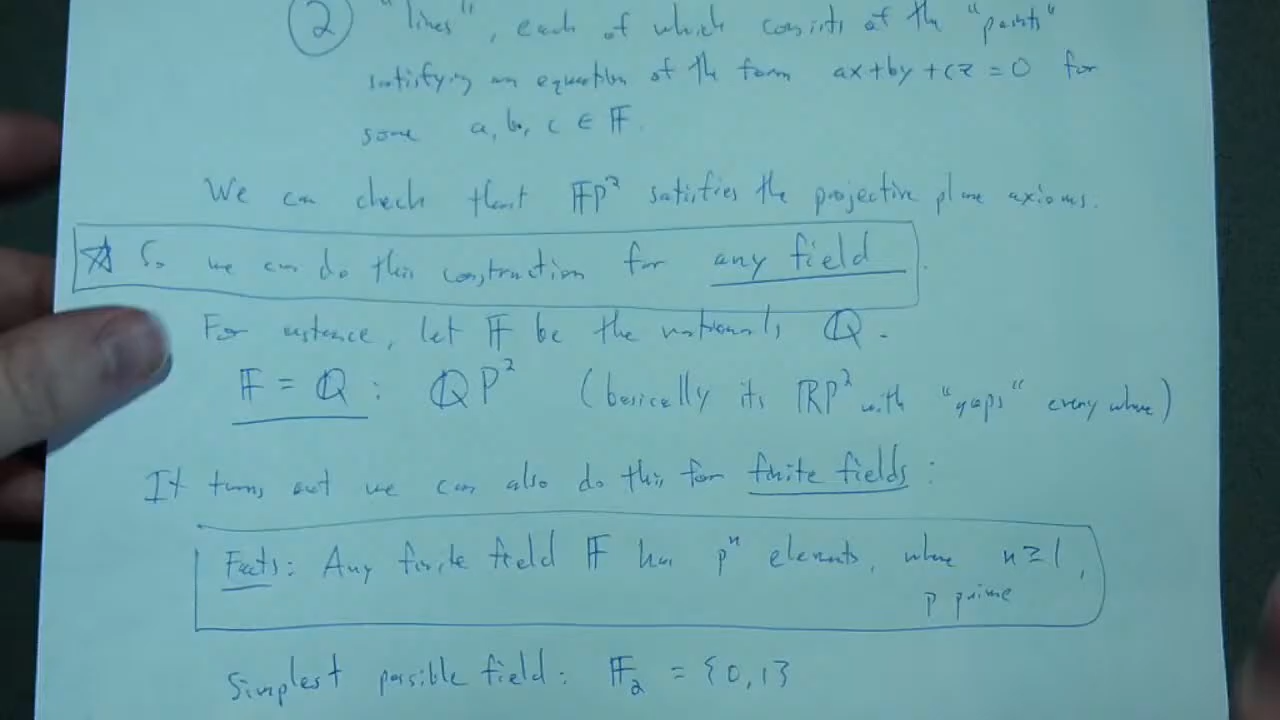 ② "lines", each of which consists of the "points"
satisfying an equation of the form ax+by+cz=0 for
some a, b, c ∈ 𝔽.
We can check that 𝔽P² satisfies the projective plane axioms.
☆ So we can do this construction for any field.
For instance, let 𝔽 be the rationals ℚ.
𝔽 = ℚ: ℚP² (basically its ℝP² with "gaps" everywhere)
It turns out we can also do this for finite fields:
Facts: Any finite field 𝔽 has pⁿ elements, where n≥1,
p prime
Simplest possible field: 𝔽₂ = {0,1}